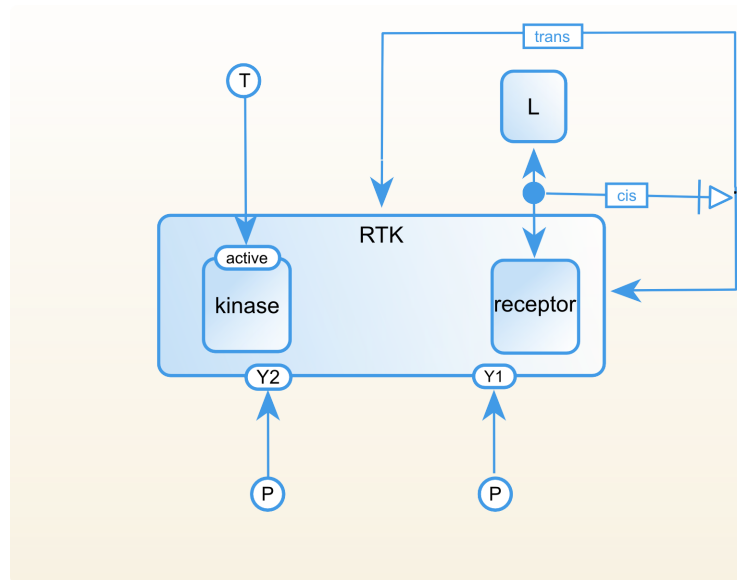 trans
T
L
cis
RTK
active
kinase
receptor
Y2
Y1
P
P